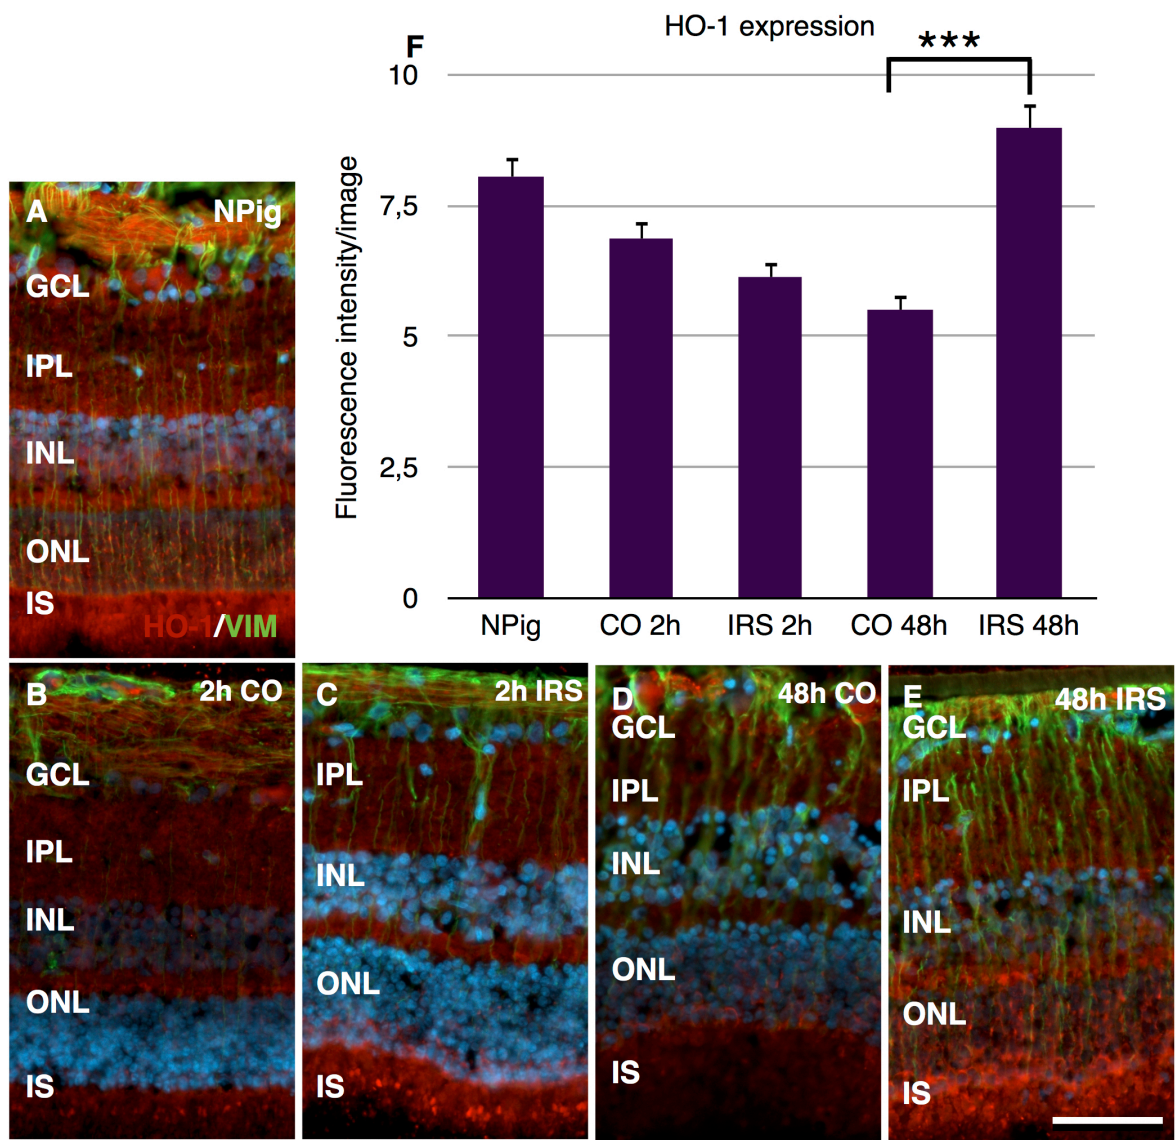 HO-1 expression
F
***
10
7,5
5
2,5
0
Fluorescence intensity/image
NPig
CO 2h
IRS 2h
CO 48h
IRS 48h
A
NPig
GCL
IPL
INL
ONL
IS
HO-1/VIM
B
2h CO
GCL
IPL
INL
ONL
IS
C
2h IRS
IPL
INL
ONL
IS
D
48h CO
GCL
IPL
INL
ONL
IS
E
48h IRS
GCL
IPL
INL
ONL
IS